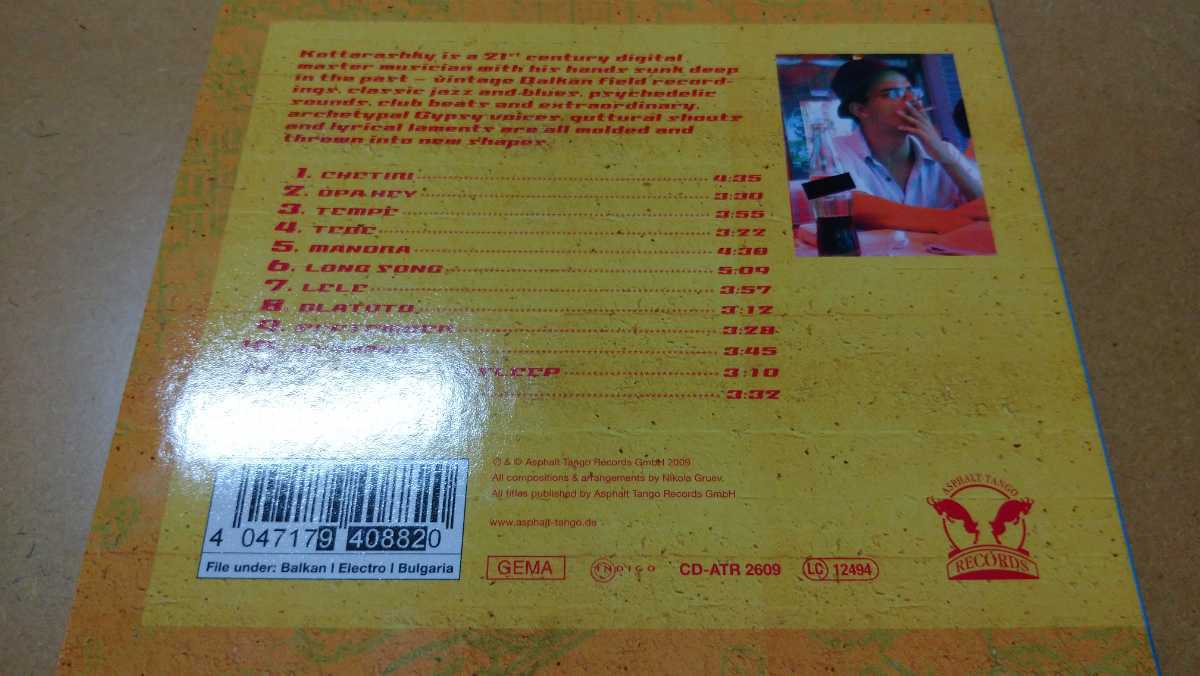 Kottarashky is a 21st century digital
master musician with his hands sunk deep
in the past – vintage Balkan field record-
ings, classic jazz and blues, psychedelic
sounds, club beats and extraordinary,
archetypal Gypsy voices, guttural shouts
and lyrical laments are all molded and
thrown into new shapes
1. CHETIRI 4:35
2. OPA HEY 3:30
3. TEMPE 3:55
4. TEDE 3:22
5. MANDRA 4:38
6. LONG SONG 5:09
7. LELE 3:57
8 BLATOTO 3:12
9 3:28
10 3:45
SLEEP 3:10
3:32
℗ & © Asphalt Tango Records GmbH 2009
All compositions & arrangements by Nikola Gruev.
All titles published by Asphalt Tango Records GmbH
www.asphalt-tango.de
4 047179 408820
File under: Balkan I Electro I Bulgaria
GEMA
INDIGO
CD-ATR 2609
LC 12494
ASPHALT TANGO
RECORDS